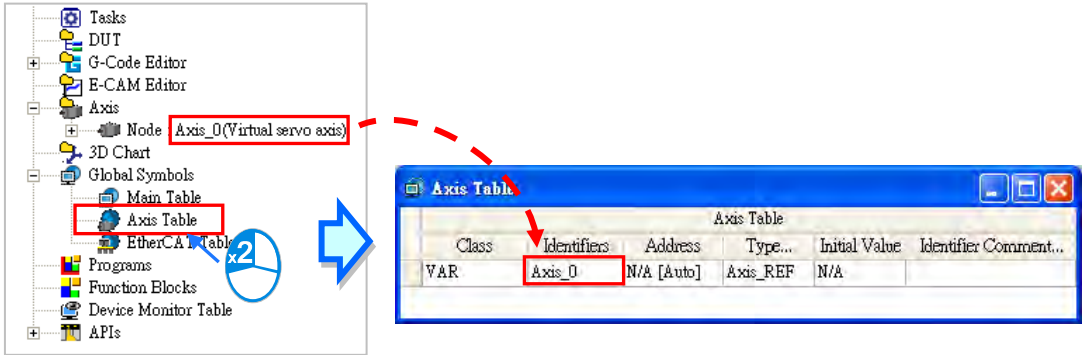 Tasks
DUT
G-Code Editor
E-CAM Editor
Axis
Node : Axis_0(Virtual servo axis)
3D Chart
Global Symbols
Main Table
Axis Table
EtherCAT Table
x2
Programs
Function Blocks
Device Monitor Table
APIs
Axis Table
Axis Table
Class Identifiers Address Type... Initial Value Identifier Comment...
VAR Axis_0 N/A [Auto] Axis_REF N/A